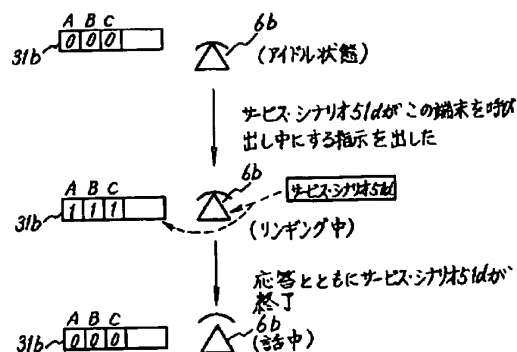 A B C
31b 0 0 0
6b
(アイドル状態)
サービス・シナリオ51dがこの端末を呼び
出し中にする指示を出した
A B C
31b 1 1 1
6b
サービス・シナリオ51d
(リンギング中)
応答とともにサービス・シナリオ51dが
終了
A B C
31b 0 0 0
6b
(話中)